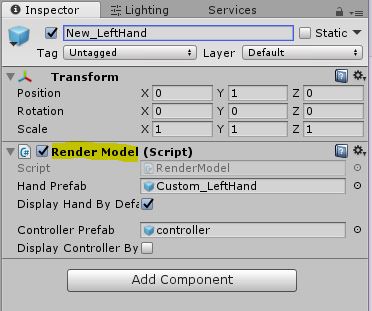 Inspector Lighting Services
New_LeftHand Static
Tag Untagged Layer Default
Transform
Position X 0 Y 1 Z 0
Rotation X 0 Y 0 Z 0
Scale X 1 Y 1 Z 1
Render Model (Script)
Script RenderModel
Hand Prefab Custom_LeftHand
Display Hand By Defa
Controller Prefab controller
Display Controller By
Add Component